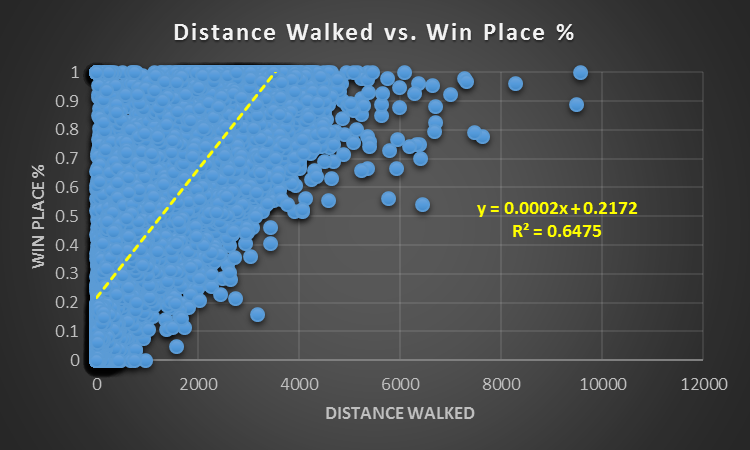 Distance Walked vs. Win Place %
WIN PLACE %
1
0.9
0.8
0.7
0.6
0.5
0.4
0.3
0.2
0.1
0
y = 0.0002x + 0.2172
R² = 0.6475
0 2000 4000 6000 8000 10000 12000
DISTANCE WALKED